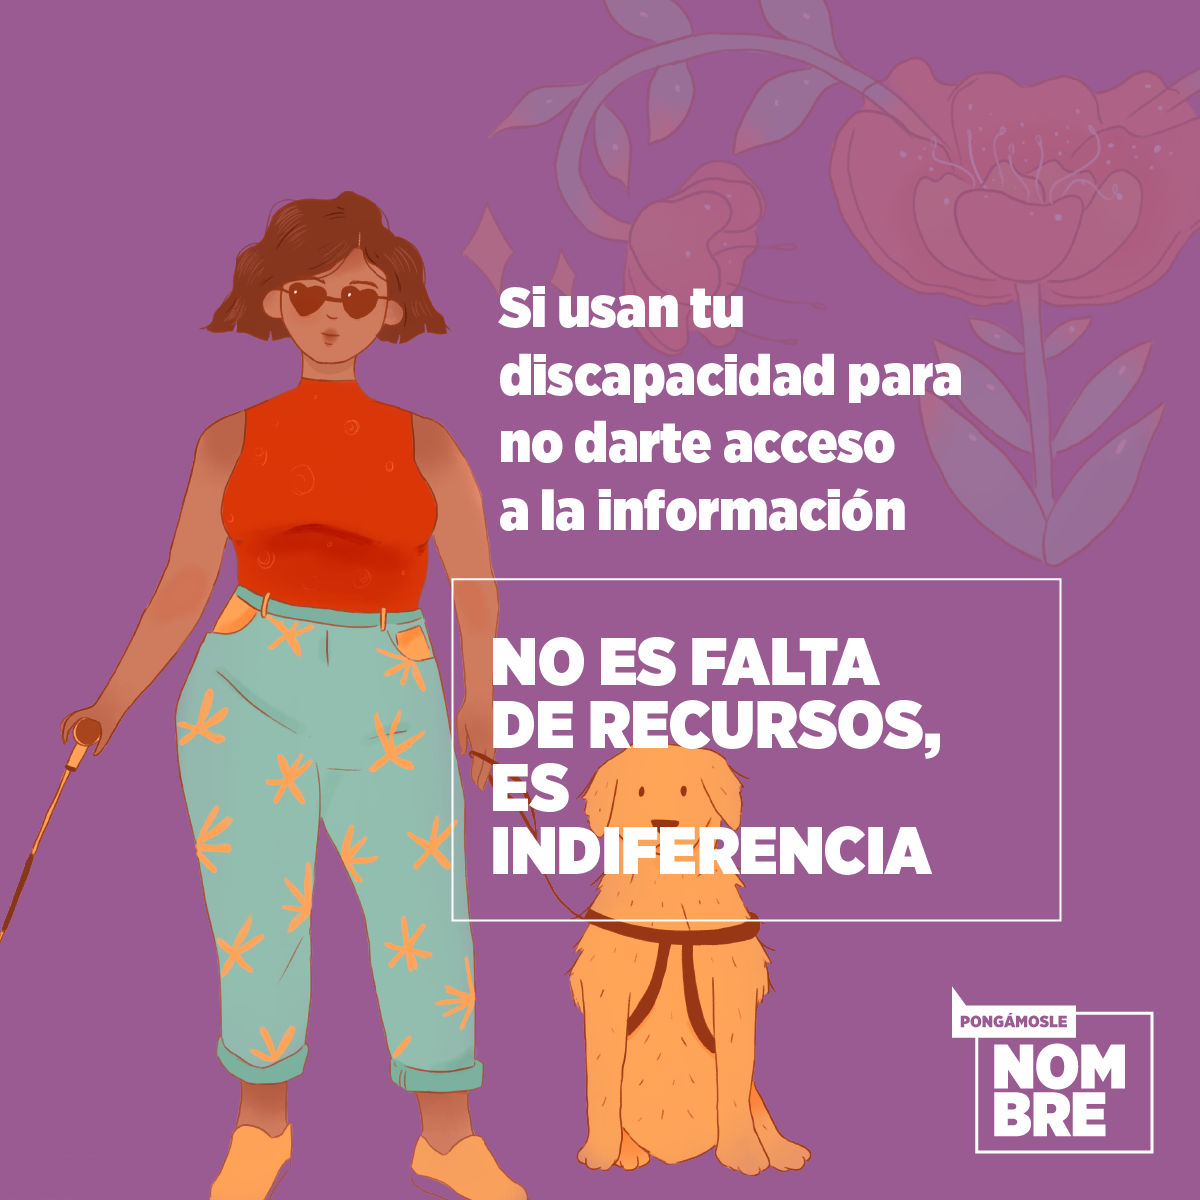 Si usan tu
discapacidad para
no darte acceso
a la información
NO ES FALTA
DE RECURSOS,
ES
INDIFERENCIA
PONGÁMOSLE
NOM
BRE